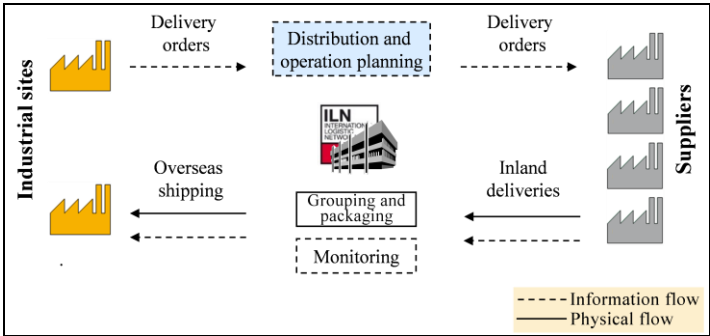 Delivery
orders
Distribution and
operation planning
Delivery
orders
Industrial sites
Suppliers
ILN
INTERNATIONAL
LOGISTIC
NETWORK
Overseas
shipping
Inland
deliveries
Grouping and
packaging
Monitoring
Information flow
Physical flow